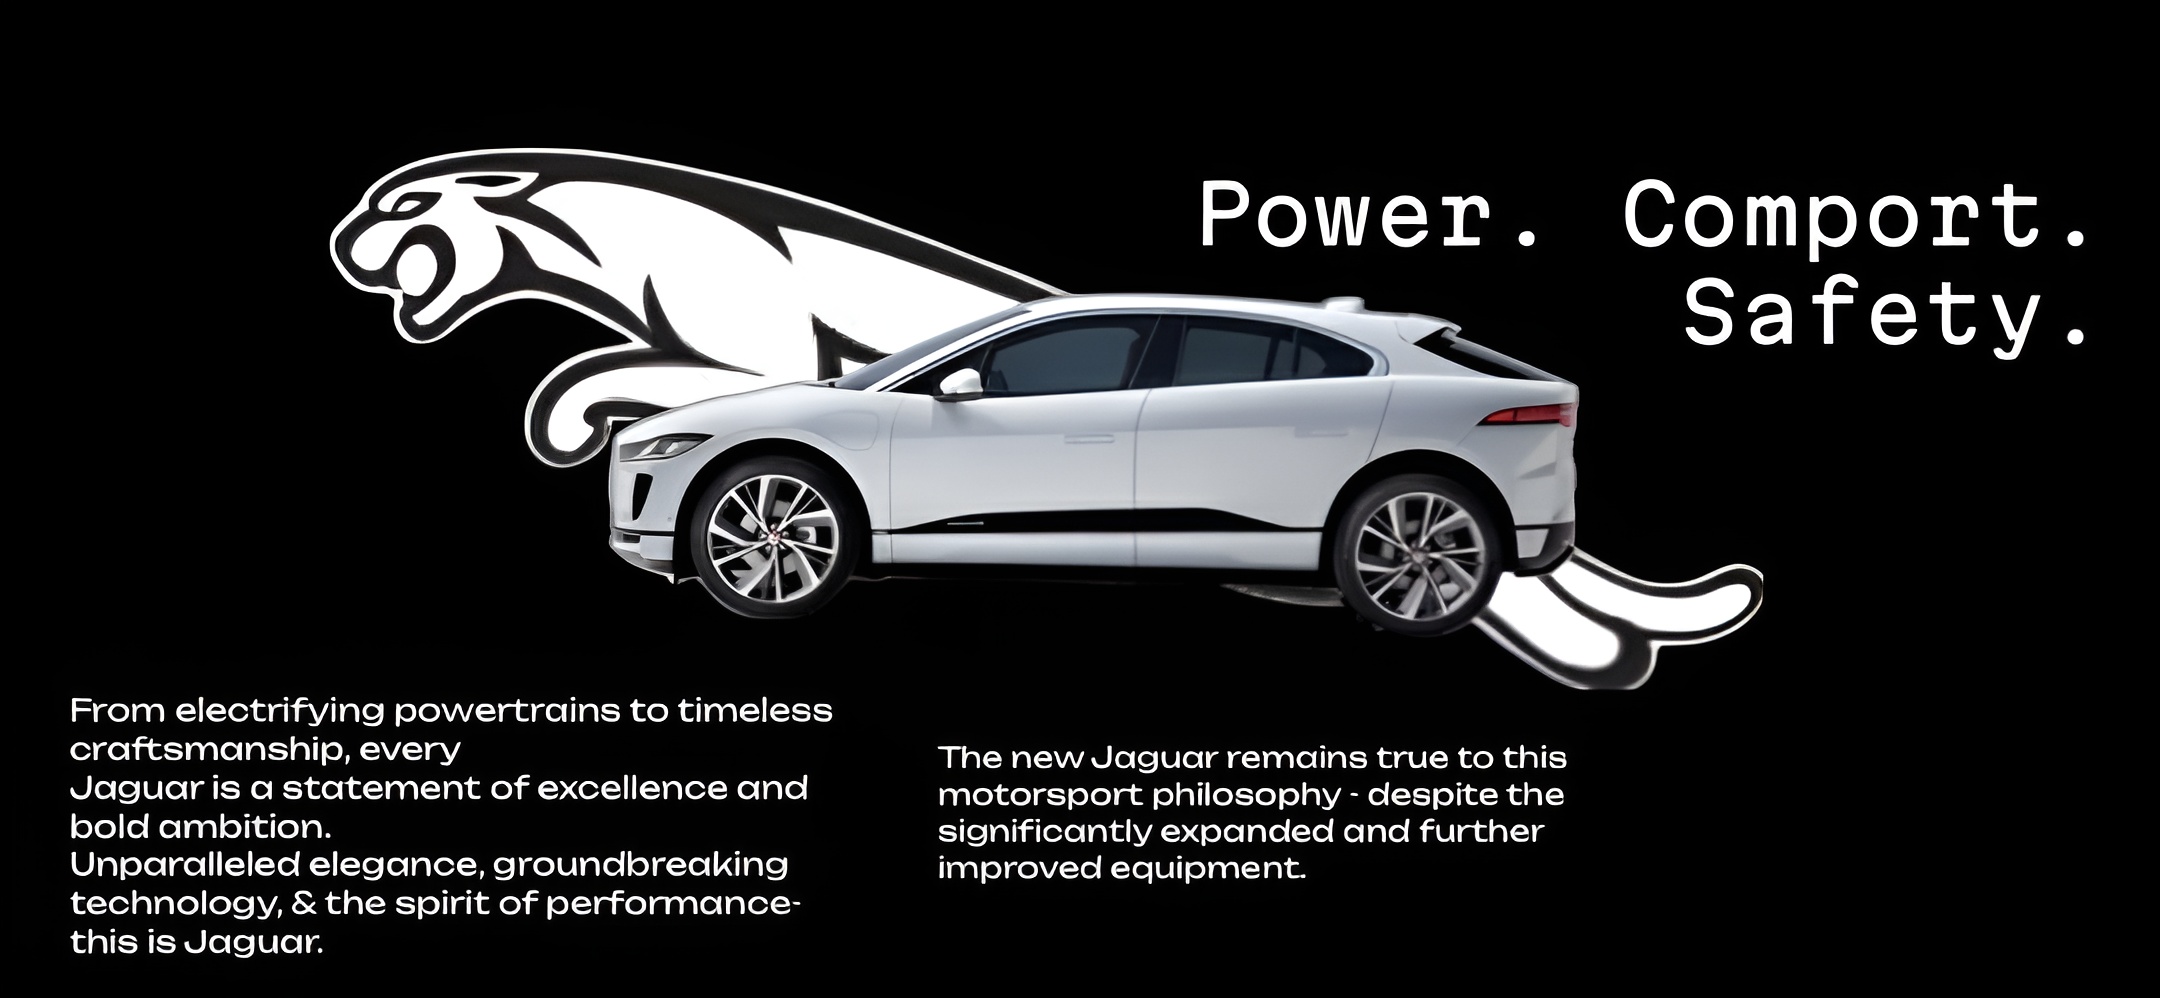 Power. Comport.
Safety.
From electrifying powertrains to timeless
craftsmanship, every
Jaguar is a statement of excellence and
bold ambition.
Unparalleled elegance, groundbreaking
technology, & the spirit of performance-
this is Jaguar.
The new Jaguar remains true to this
motorsport philosophy - despite the
significantly expanded and further
improved equipment.